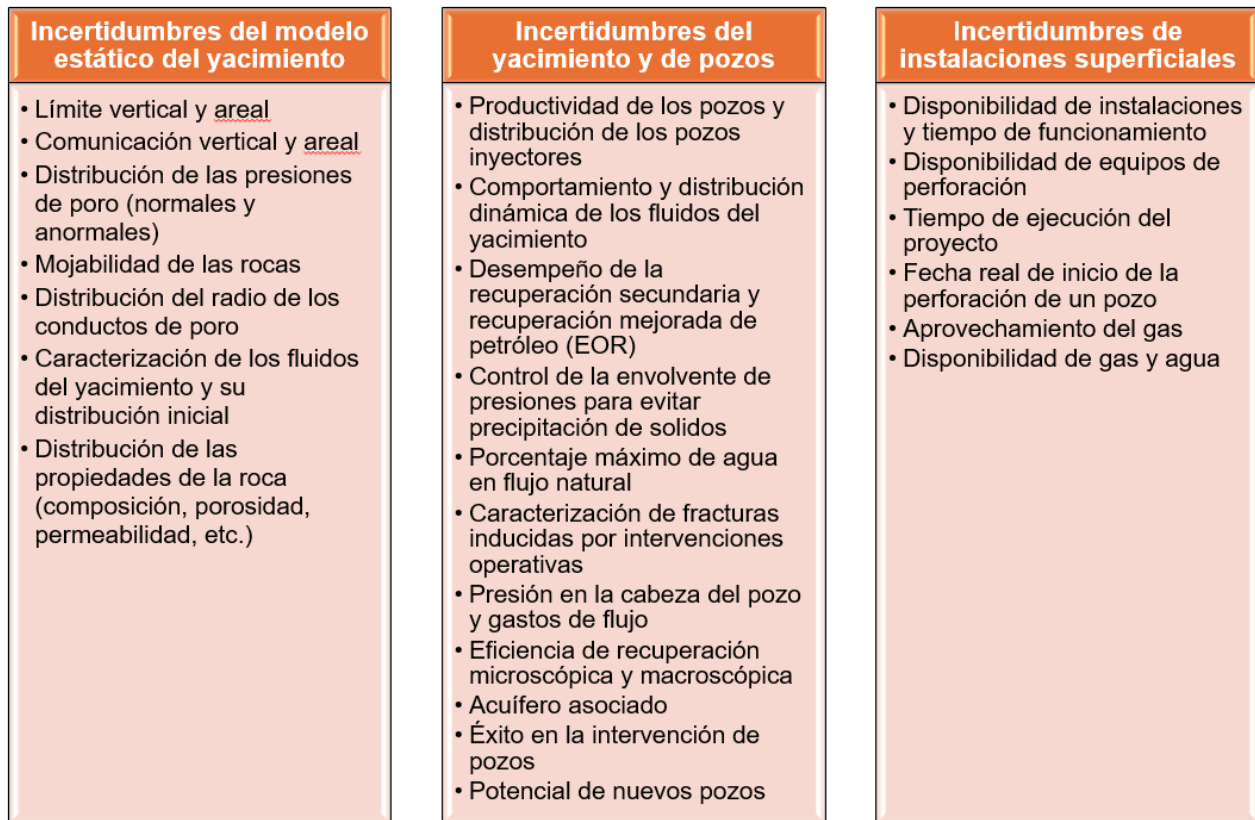 Incertidumbres del modelo
estático del yacimiento
• Límite vertical y areal
• Comunicación vertical y areal
• Distribución de las presiones
de poro (normales y
anormales)
• Mojabilidad de las rocas
• Distribución del radio de los
conductos de poro
• Caracterización de los fluidos
del yacimiento y su
distribución inicial
• Distribución de las
propiedades de la roca
(composición, porosidad,
permeabilidad, etc.)
Incertidumbres del
yacimiento y de pozos
• Productividad de los pozos y
distribución de los pozos
inyectores
• Comportamiento y distribución
dinámica de los fluidos del
yacimiento
• Desempeño de la
recuperación secundaria y
recuperación mejorada de
petróleo (EOR)
• Control de la envolvente de
presiones para evitar
precipitación de solidos
• Porcentaje máximo de agua
en flujo natural
• Caracterización de fracturas
inducidas por intervenciones
operativas
• Presión en la cabeza del pozo
y gastos de flujo
• Eficiencia de recuperación
microscópica y macroscópica
• Acuífero asociado
• Éxito en la intervención de
pozos
• Potencial de nuevos pozos
Incertidumbres de
instalaciones superficiales
• Disponibilidad de instalaciones
y tiempo de funcionamiento
• Disponibilidad de equipos de
perforación
• Tiempo de ejecución del
proyecto
• Fecha real de inicio de la
perforación de un pozo
• Aprovechamiento del gas
• Disponibilidad de gas y agua